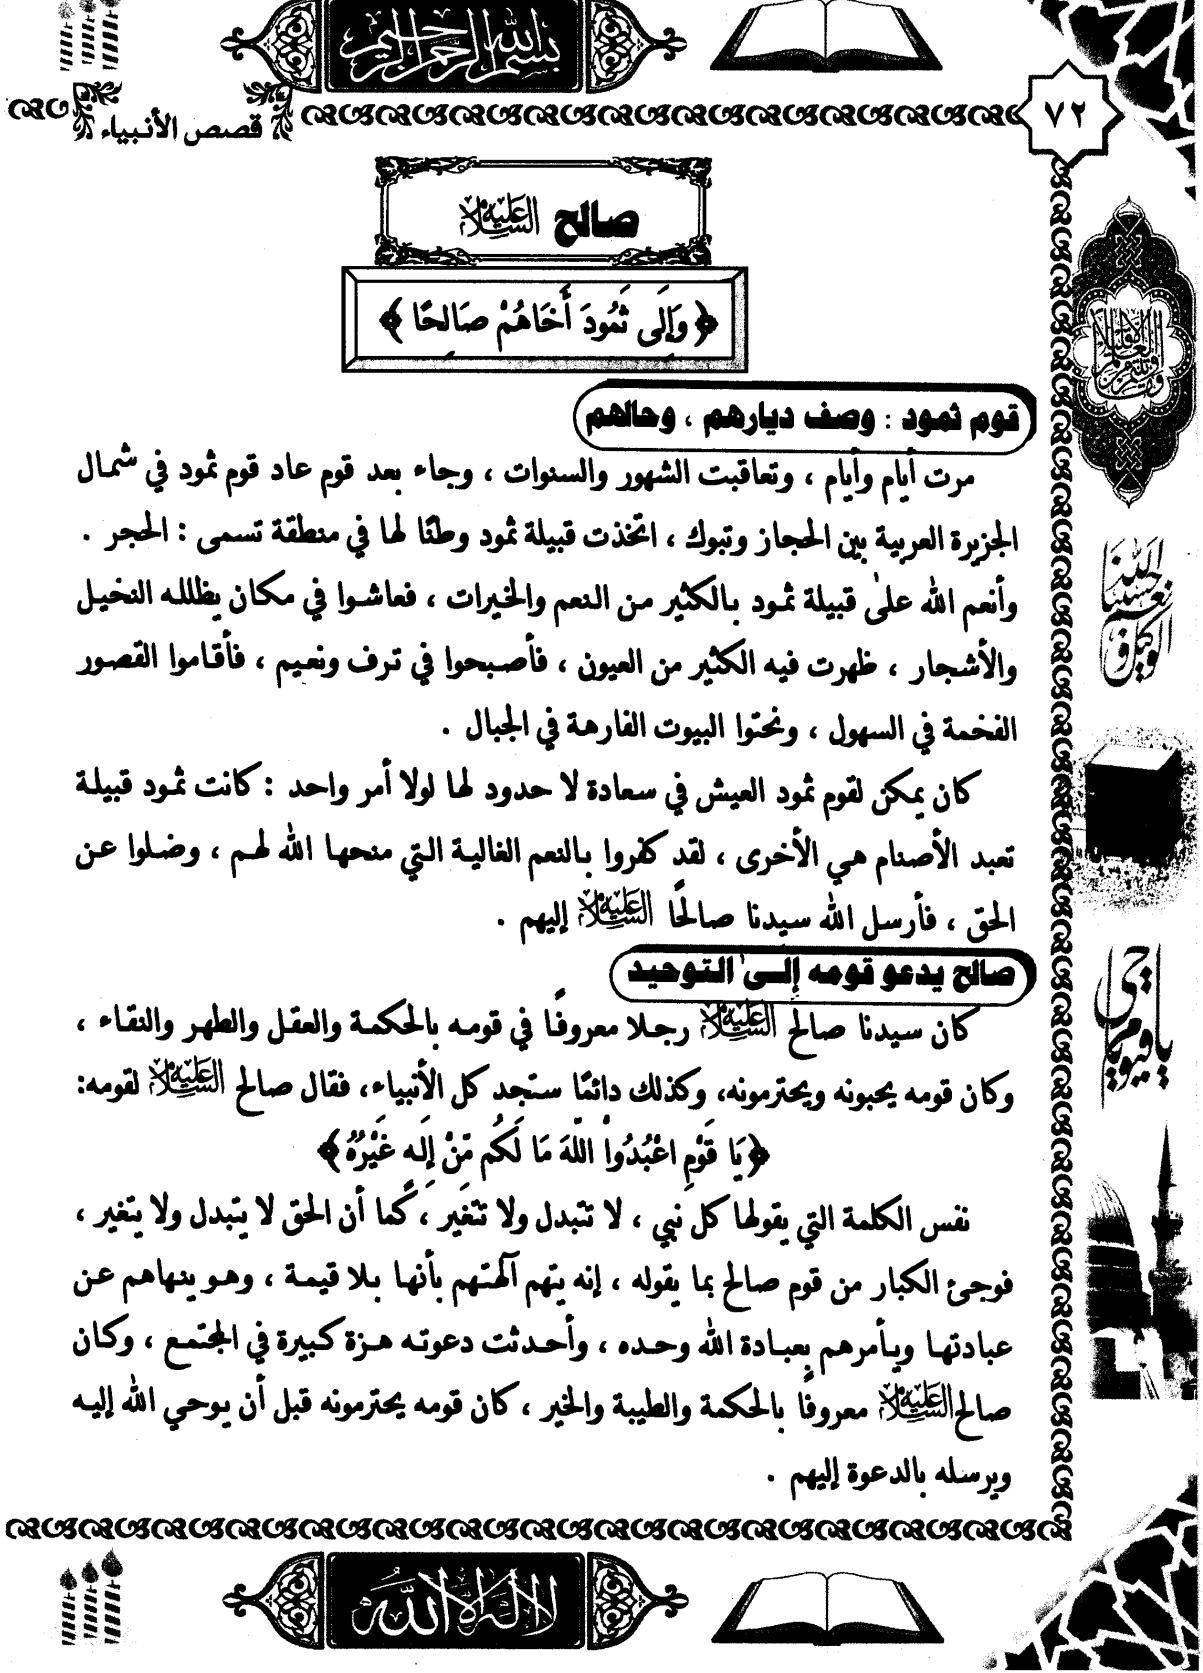 بسم الله الرحمن الرحيم
٧٢
قصص الأنبياء
صالح عليه السلام
﴿ وَإِلَى ثَمُودَ أَخَاهُمْ صَالِحًا ﴾
قوم ثمود : وصف ديارهم ، وحالهم
مرت أيام وأيام ، وتعاقبت الشهور والسنوات ، وجاء بعد قوم عاد قوم ثمود في شمال
الجزيرة العربية بين الحجاز وتبوك ، اتخذت قبيلة ثمود وطنًا لها في منطقة تسمى : الحجر .
وأنعم الله علىٰ قبيلة ثمود بالكثير من النعم والخيرات ، فعاشوا في مكان يظلله النخيل
والأشجار ، ظهرت فيه الكثير من العيون ، فأصبحوا في ترف ونعيم ، فأقاموا القصور
الفخمة في السهول ، ونحتوا البيوت الفارهة في الجبال .
كان يمكن لقوم ثمود العيش في سعادة لا حدود لها لولا أمر واحد : كانت ثمود قبيلة
تعبد الأصنام هي الأخرى ، لقد كفروا بالنعم الغالية التي منحها الله لهم ، وضلوا عن
الحق ، فأرسل الله سيدنا صالحًا عليه السلام إليهم .
صالح يدعو قومه إلىٰ التوحيد
كان سيدنا صالح عليه السلام رجلا معروفًا في قومه بالحكمة والعقل والطهر والنقاء ،
وكان قومه يحبونه ويحترمونه، وكذلك دائمًا ستجد كل الأنبياء، فقال صالح عليه السلام لقومه:
﴿يَا قَوْمِ اعْبُدُواْ اللّهَ مَا لَكُم مِّنْ إِلَهٍ غَيْرُهُ﴾
نفس الكلمة التي يقولها كل نبي ، لا تتبدل ولا تتغير ، كما أن الحق لا يتبدل ولا يتغير ،
فوجئ الكبار من قوم صالح بما يقوله ، إنه يتهم آلهتهم بأنها بلا قيمة ، وهو ينهاهم عن
عبادتها ويأمرهم بعبادة الله وحده ، وأحدثت دعوته هزة كبيرة في المجتمع ، وكان
صالح عليه السلام معروفًا بالحكمة والطيبة والخير ، كان قومه يحترمونه قبل أن يوحي الله إليه
ويرسله بالدعوة إليهم .
حسبنا الله ونعم الوكيل
يا حي يا قيوم
لا إله إلا الله